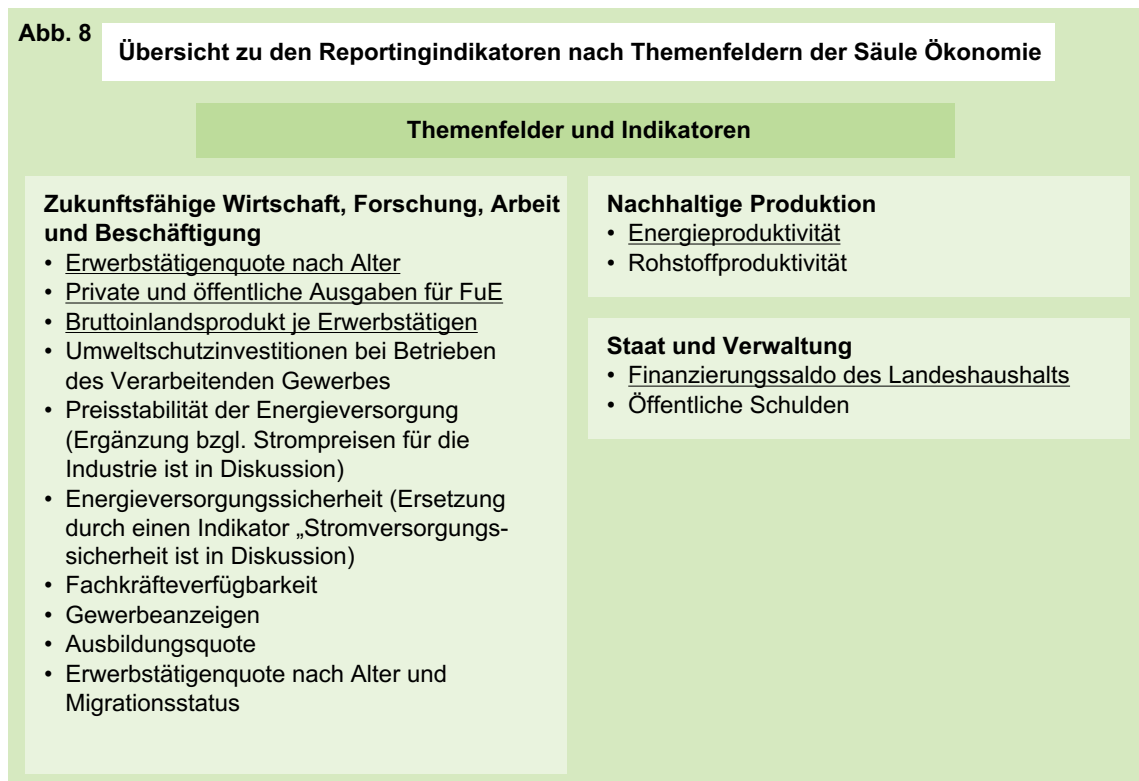 Abb. 8
Übersicht zu den Reportingindikatoren nach Themenfeldern der Säule Ökonomie
Themenfelder und Indikatoren
Zukunftsfähige Wirtschaft, Forschung, Arbeit
und Beschäftigung
• Erwerbstätigenquote nach Alter
• Private und öffentliche Ausgaben für FuE
• Bruttoinlandsprodukt je Erwerbstätigen
• Umweltschutzinvestitionen bei Betrieben
des Verarbeitenden Gewerbes
• Preisstabilität der Energieversorgung
(Ergänzung bzgl. Strompreisen für die
Industrie ist in Diskussion)
• Energieversorgungssicherheit (Ersetzung
durch einen Indikator „Stromversorgungs-
sicherheit ist in Diskussion)
• Fachkräfteverfügbarkeit
• Gewerbeanzeigen
• Ausbildungsquote
• Erwerbstätigenquote nach Alter und
Migrationsstatus
Nachhaltige Produktion
• Energieproduktivität
• Rohstoffproduktivität
Staat und Verwaltung
• Finanzierungssaldo des Landeshaushalts
• Öffentliche Schulden